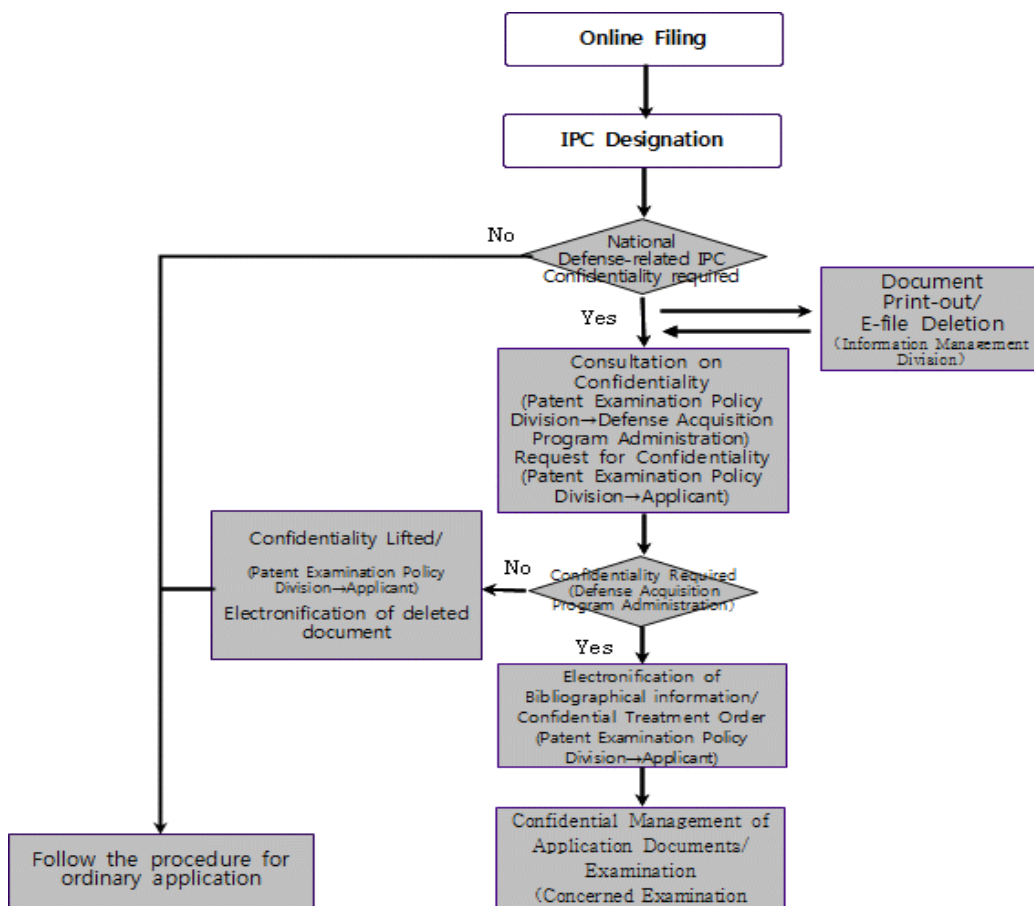 Online Filing
IPC Designation
No
National
Defense-related IPC
Confidentiality required
Yes
Document
Print-out/
E-file Deletion
(Information Management
Division)
Consultation on
Confidentiality
(Patent Examination Policy
Division→Defense Acquisition
Program Administration)
Request for Confidentiality
(Patent Examination Policy
Division→Applicant)
Confidentiality Lifted/
(Patent Examination Policy
Division→Applicant)
Electronification of deleted
document
No
Confidentiality Required
(Defense Acquisition
Program Administration)
Yes
Electronification of
Bibliographical information/
Confidential Treatment Order
(Patent Examination Policy
Division→Applicant)
Confidential Management of
Application Documents/
Examination
(Concerned Examination
Follow the procedure for
ordinary application